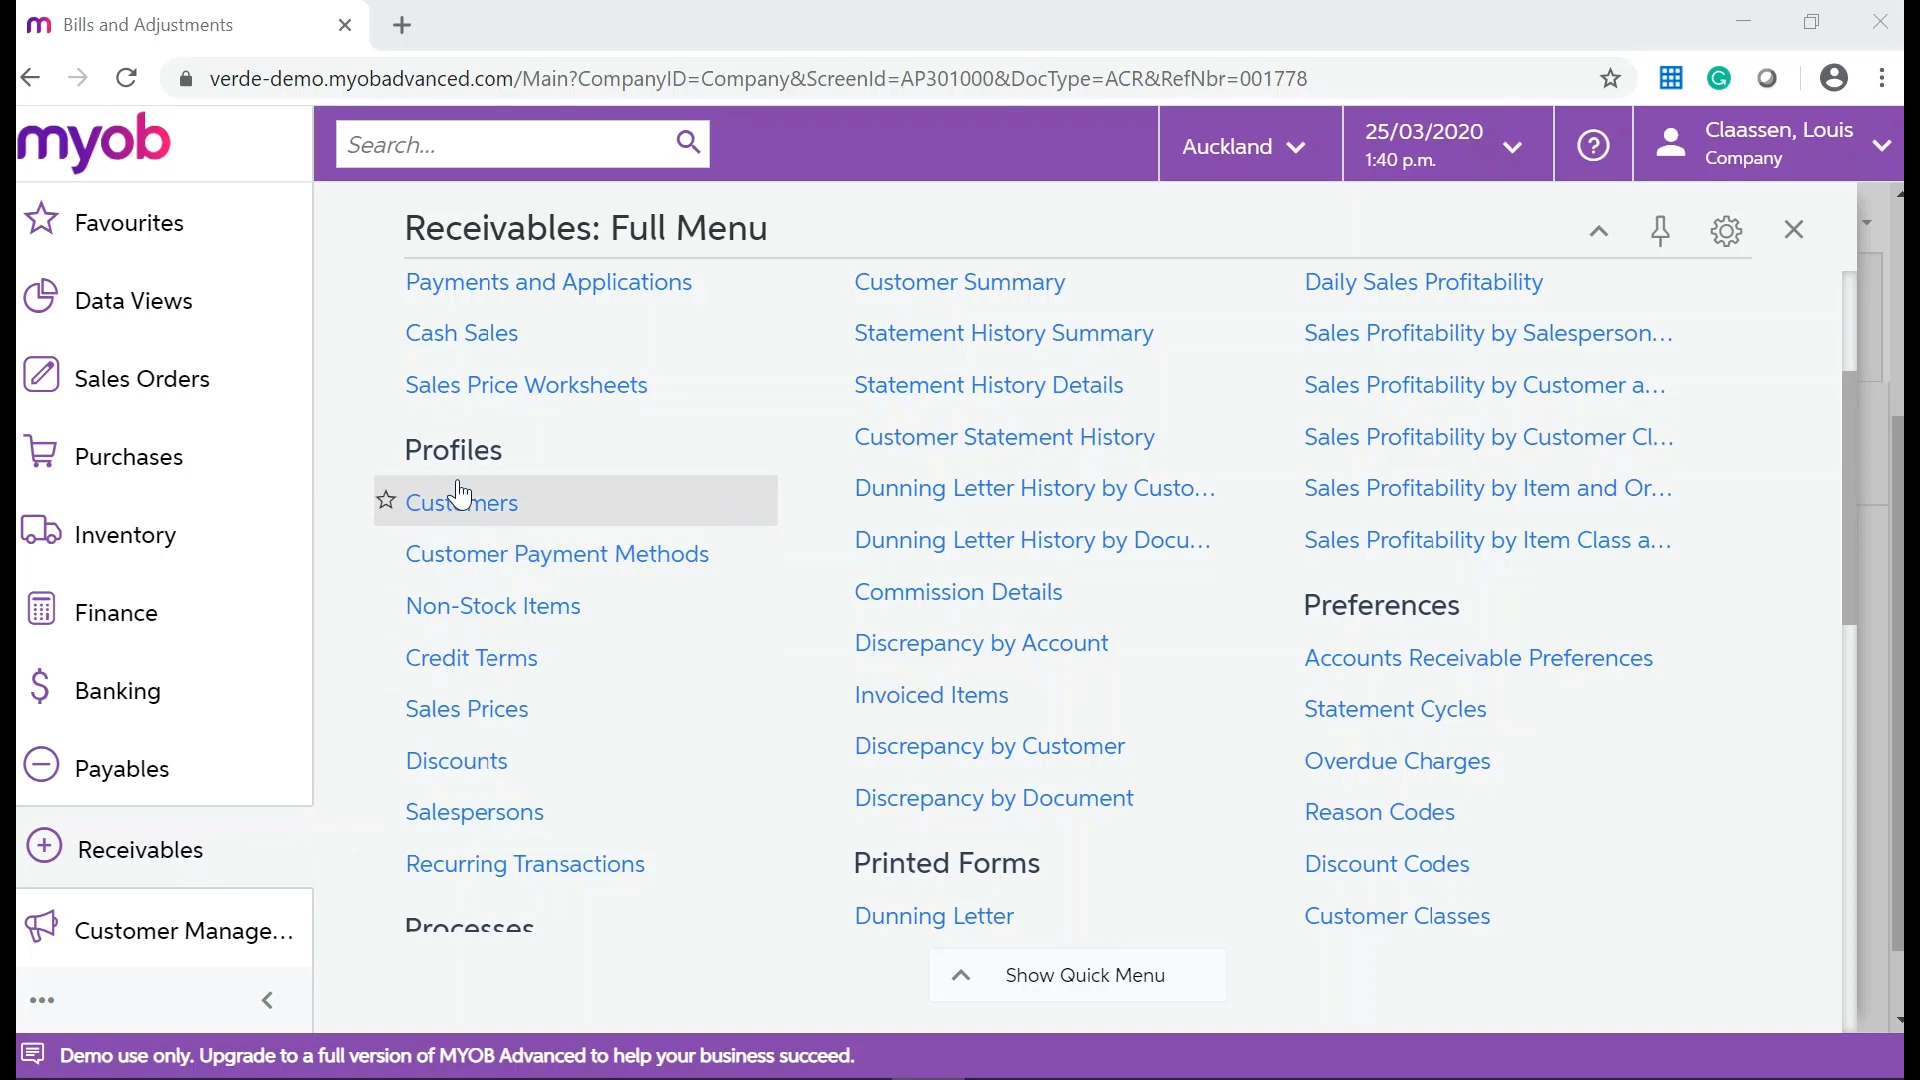 Bills and Adjustments
verde-demo.myobadvanced.com/Main?CompanyID=Company&ScreenId=AP301000&DocType=ACR&RefNbr=001778
myob
Search...
Auckland
25/03/2020
1:40 p.m.
Claassen, Louis
Company
Favourites
Data Views
Sales Orders
Purchases
Inventory
Finance
Banking
Payables
Receivables
Customer Manage...
Receivables: Full Menu
Payments and Applications
Cash Sales
Sales Price Worksheets
Profiles
Customers
Customer Payment Methods
Non-Stock Items
Credit Terms
Sales Prices
Discounts
Salespersons
Recurring Transactions
Processes
Customer Summary
Statement History Summary
Statement History Details
Customer Statement History
Dunning Letter History by Custo...
Dunning Letter History by Docu...
Commission Details
Discrepancy by Account
Invoiced Items
Discrepancy by Customer
Discrepancy by Document
Printed Forms
Dunning Letter
Daily Sales Profitability
Sales Profitability by Salesperson...
Sales Profitability by Customer a...
Sales Profitability by Customer Cl...
Sales Profitability by Item and Or...
Sales Profitability by Item Class a...
Preferences
Accounts Receivable Preferences
Statement Cycles
Overdue Charges
Reason Codes
Discount Codes
Customer Classes
Show Quick Menu
Demo use only. Upgrade to a full version of MYOB Advanced to help your business succeed.